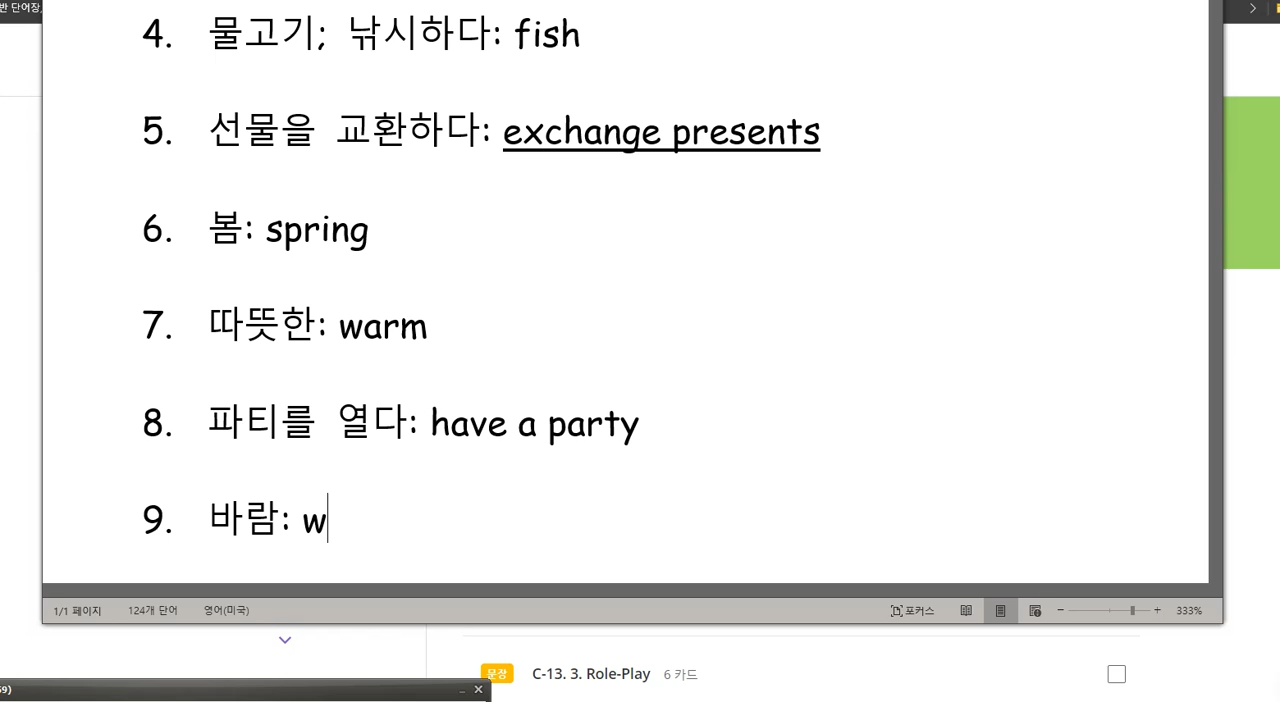 반 단어장
4. 물고기; 낚시하다: fish
5. 선물을 교환하다: exchange presents
6. 봄: spring
7. 따뜻한: warm
8. 파티를 열다: have a party
9. 바람: w
1/1 페이지 124개 단어 영어(미국) 포커스 333%
문장 C-13. 3. Role-Play 6 카드
59)